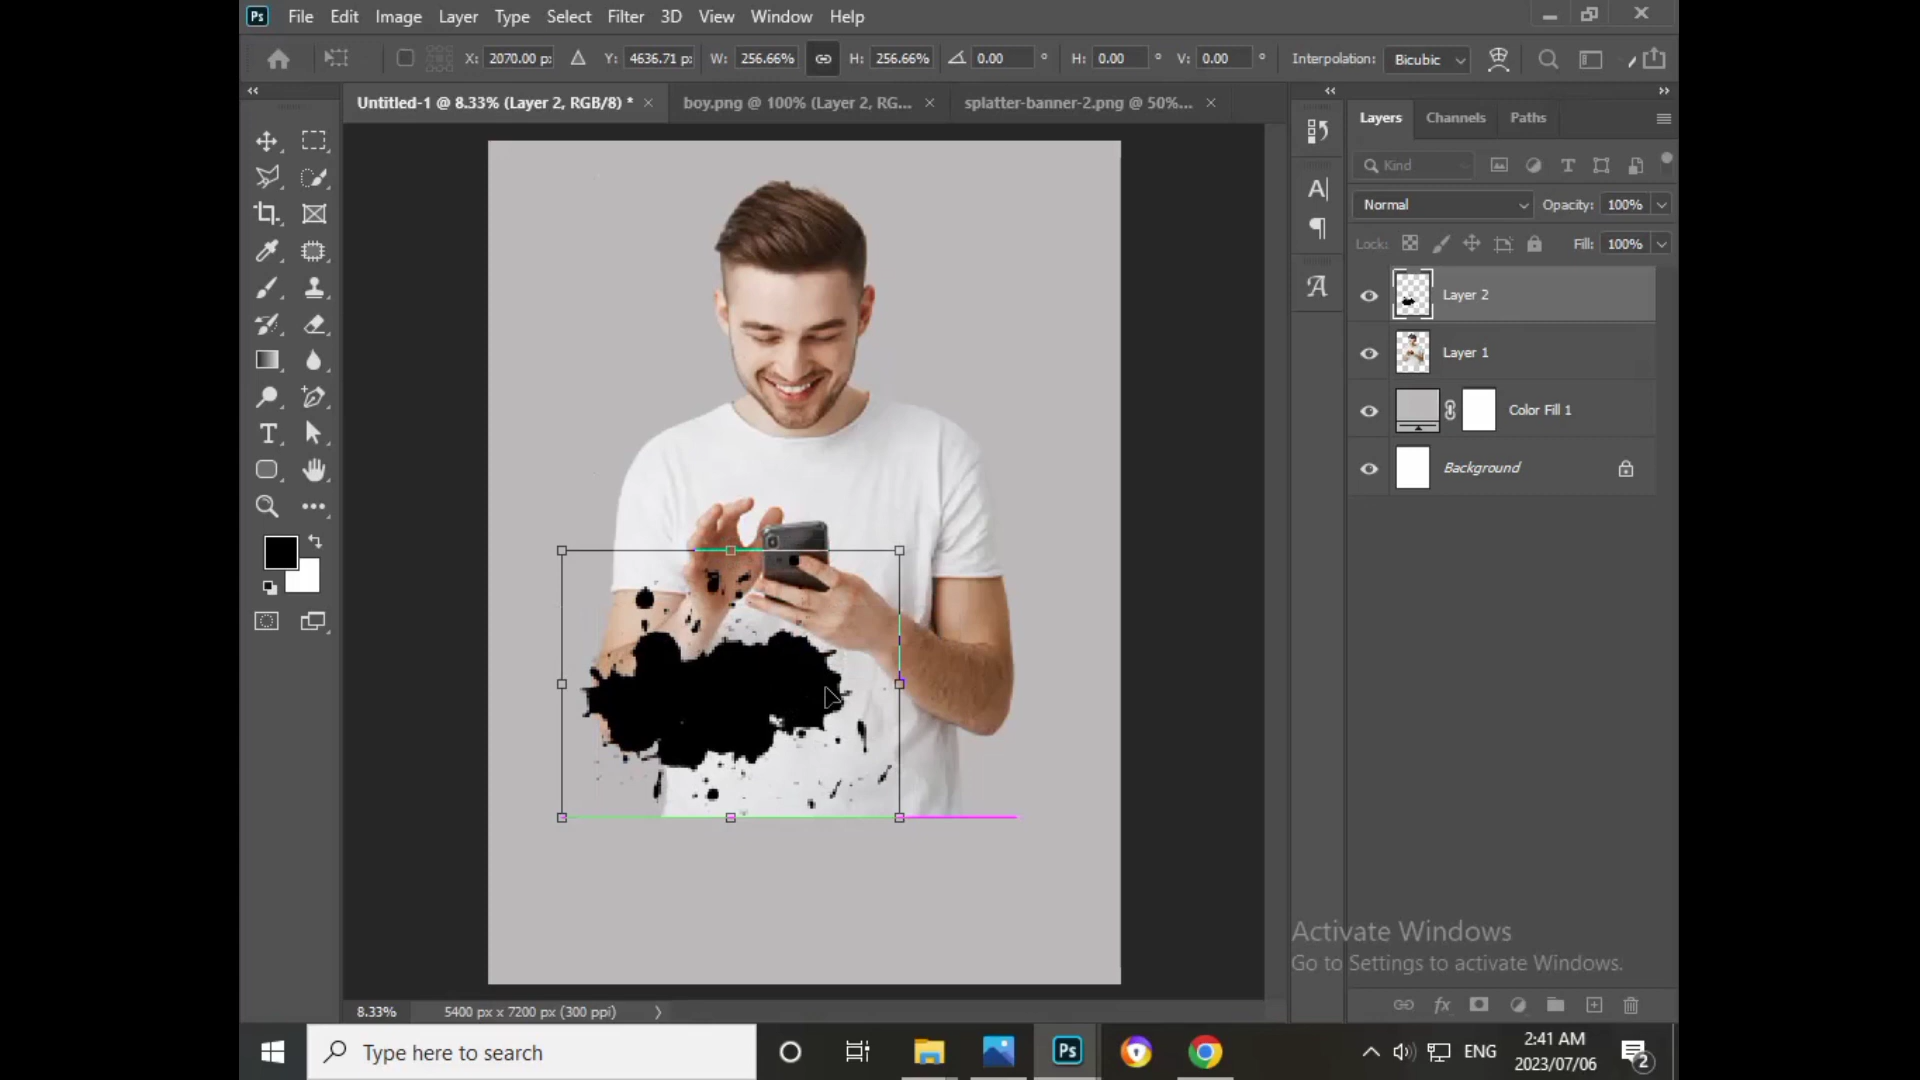 Ps File Edit Image Layer Type Select Filter 3D View Window Help
X: 2070.00 p: Y: 4636.71 p: W: 256.66% H: 256.66% 0.00 ° H: 0.00 ° V: 0.00 ° Interpolation: Bicubic
Untitled-1 @ 8.33% (Layer 2, RGB/8) * × boy.png @ 100% (Layer 2, RG... × splatter-banner-2.png @ 50%... ×
Layers Channels Paths
Kind
Normal Opacity: 100%
Lock: Fill: 100%
Layer 2
Layer 1
Color Fill 1
Background
Activate Windows
Go to Settings to activate Windows.
8.33% 5400 px x 7200 px (300 ppi)
Type here to search
Ps
ENG
2:41 AM
2023/07/06
2